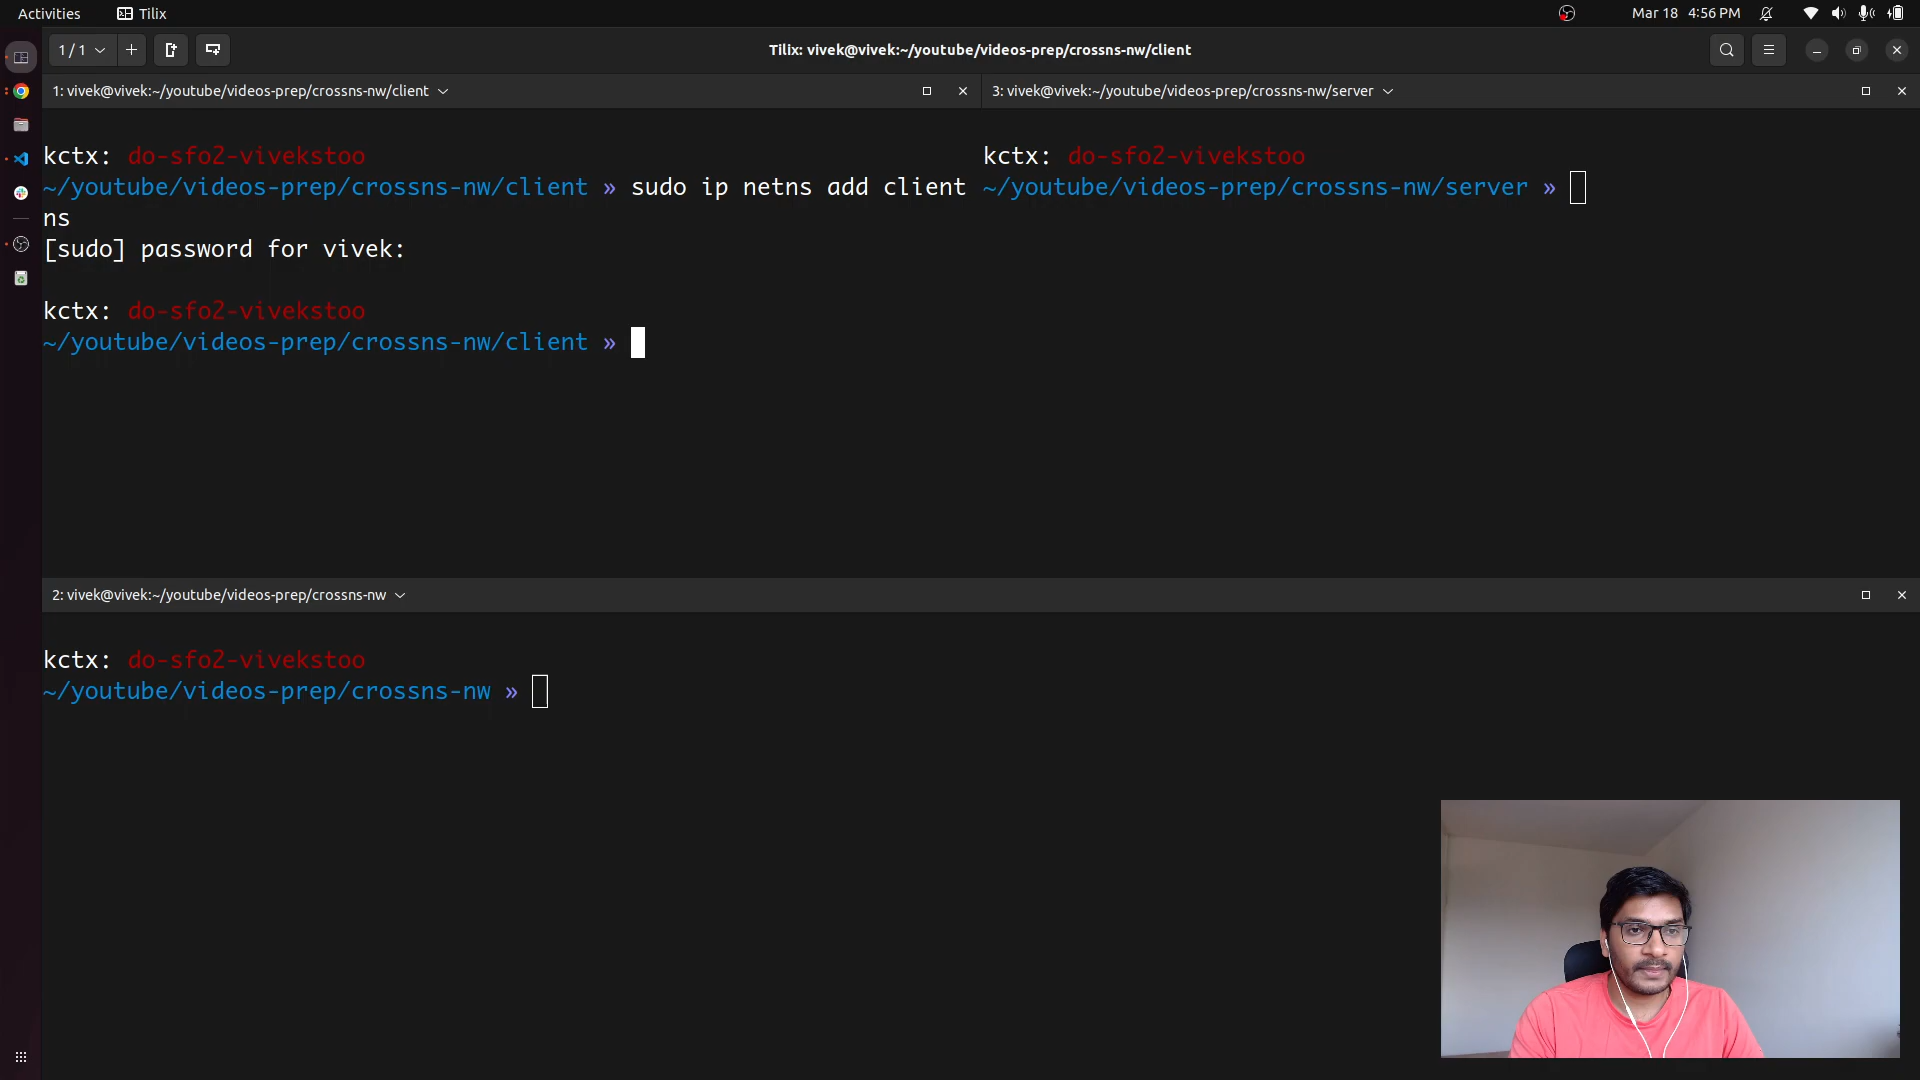 Activities
Tilix
Mar 18 4:56 PM
1 / 1
Tilix: vivek@vivek:~/youtube/videos-prep/crossns-nw/client
1: vivek@vivek:~/youtube/videos-prep/crossns-nw/client
kctx: do-sfo2-vivekstoo
~/youtube/videos-prep/crossns-nw/client » sudo ip netns add client
ns
[sudo] password for vivek:
kctx: do-sfo2-vivekstoo
~/youtube/videos-prep/crossns-nw/client »
3: vivek@vivek:~/youtube/videos-prep/crossns-nw/server
kctx: do-sfo2-vivekstoo
~/youtube/videos-prep/crossns-nw/server »
2: vivek@vivek:~/youtube/videos-prep/crossns-nw
kctx: do-sfo2-vivekstoo
~/youtube/videos-prep/crossns-nw »